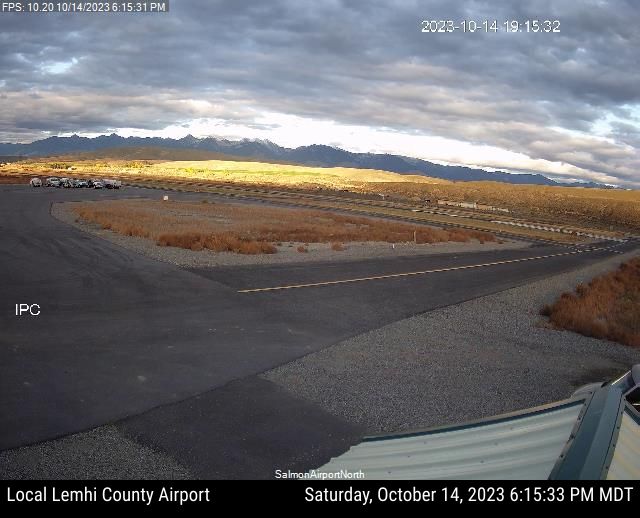 FPS: 10.20 10/14/2023 6:15:31 PM
2023-10-14 19:15:32
IPC
SalmonAirportNorth
Local Lemhi County Airport Saturday, October 14, 2023 6:15:33 PM MDT